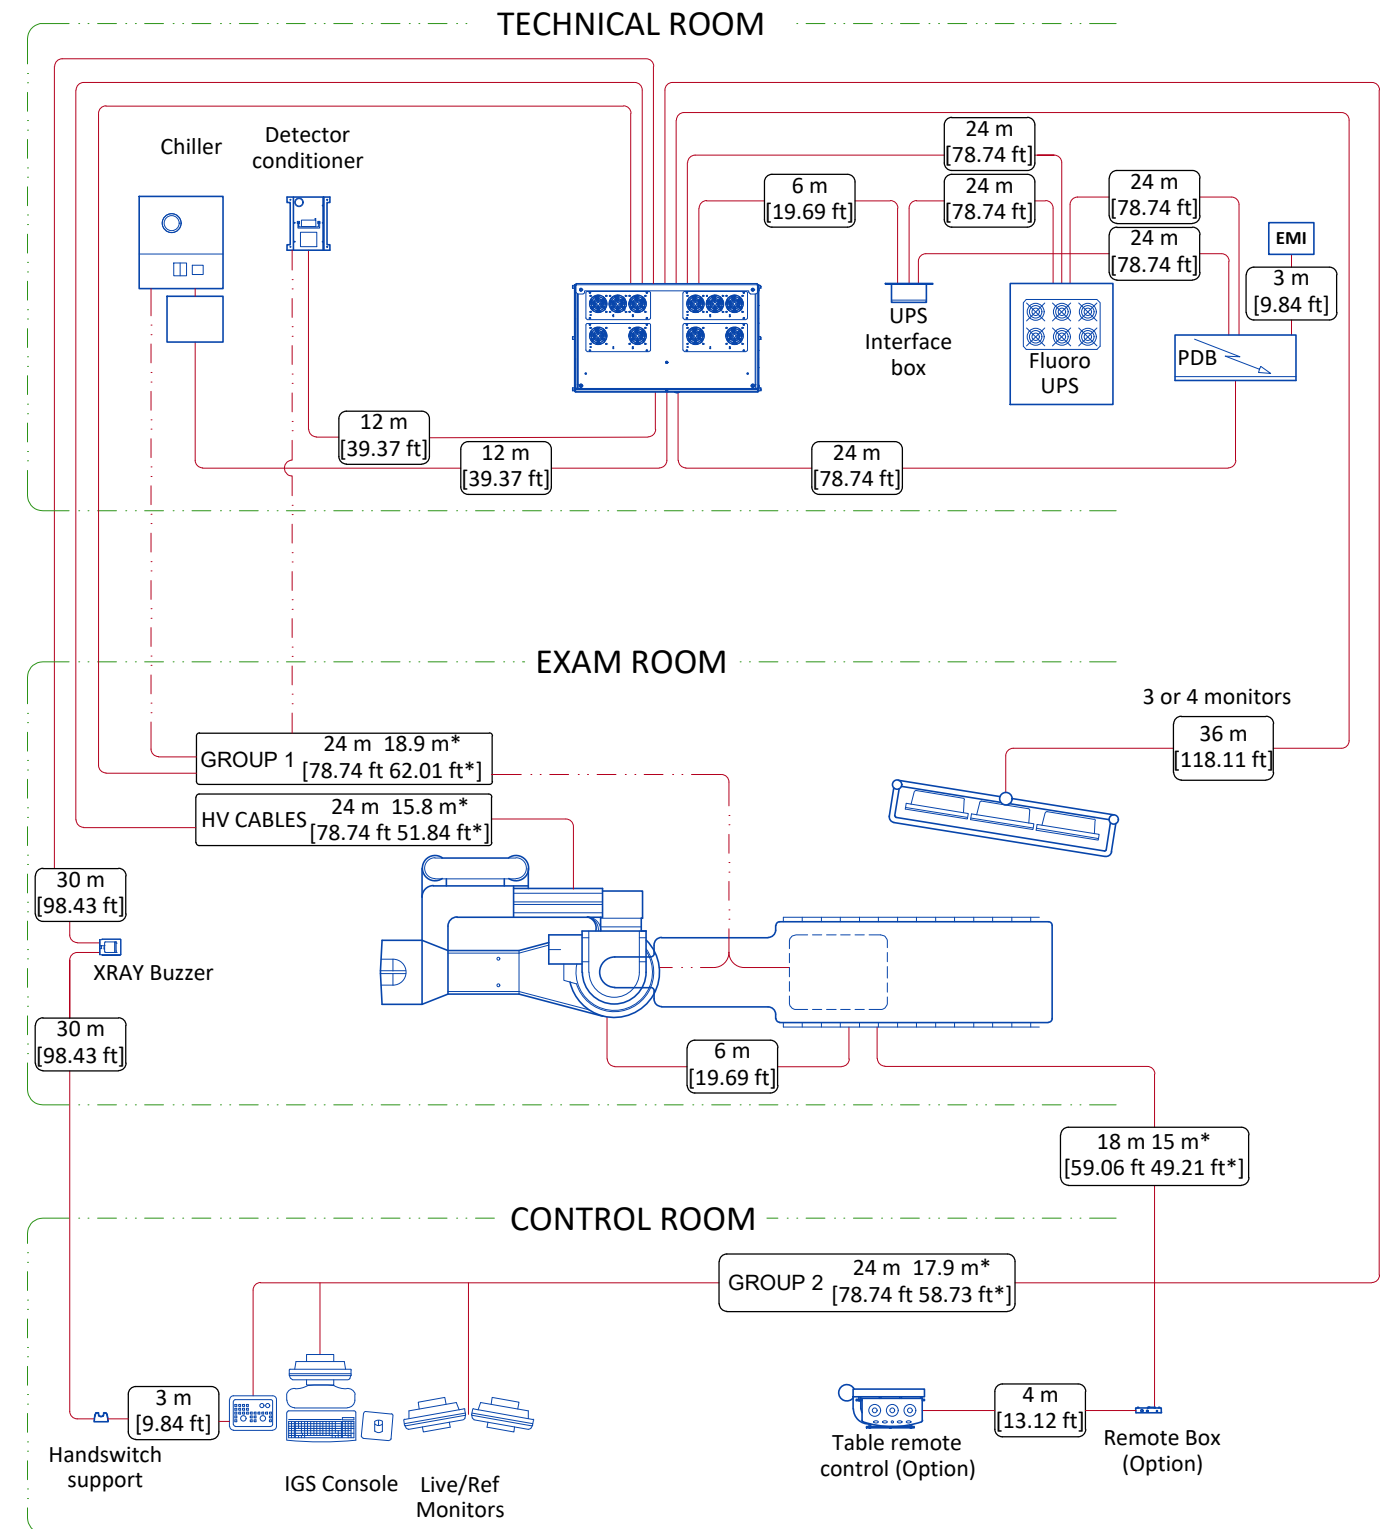 TECHNICAL ROOM
Chiller
Detector
conditioner
24 m
[78.74 ft]
6 m
[19.69 ft]
24 m
[78.74 ft]
24 m
[78.74 ft]
24 m
[78.74 ft]
EMI
3 m
[9.84 ft]
UPS
Interface
box
Fluoro
UPS
PDB
12 m
[39.37 ft]
12 m
[39.37 ft]
24 m
[78.74 ft]
EXAM ROOM
3 or 4 monitors
36 m
[118.11 ft]
GROUP 1 24 m 18.9 m*
[78.74 ft 62.01 ft*]
HV CABLES 24 m 15.8 m*
[78.74 ft 51.84 ft*]
30 m
[98.43 ft]
XRAY Buzzer
30 m
[98.43 ft]
6 m
[19.69 ft]
18 m 15 m*
[59.06 ft 49.21 ft*]
CONTROL ROOM
GROUP 2 24 m 17.9 m*
[78.74 ft 58.73 ft*]
3 m
[9.84 ft]
Handswitch
support
IGS Console
Live/Ref
Monitors
4 m
[13.12 ft]
Table remote
control (Option)
Remote Box
(Option)